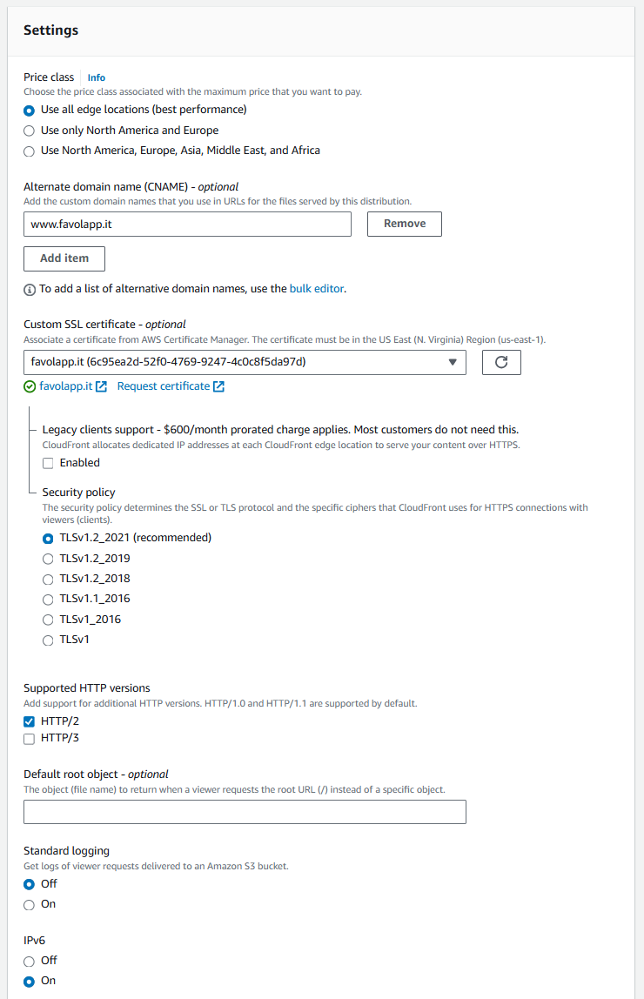 Settings
Price class Info
Choose the price class associated with the maximum price that you want to pay.
Use all edge locations (best performance)
Use only North America and Europe
Use North America, Europe, Asia, Middle East, and Africa
Alternate domain name (CNAME) - optional
Add the custom domain names that you use in URLs for the files served by this distribution.
www.favolapp.it Remove
Add item
To add a list of alternative domain names, use the bulk editor.
Custom SSL certificate - optional
Associate a certificate from AWS Certificate Manager. The certificate must be in the US East (N. Virginia) Region (us-east-1).
favolapp.it (6c95ea2d-52f0-4769-9247-4c0c8f5da97d)
favolapp.it Request certificate
Legacy clients support - $600/month prorated charge applies. Most customers do not need this.
CloudFront allocates dedicated IP addresses at each CloudFront edge location to serve your content over HTTPS.
Enabled
Security policy
The security policy determines the SSL or TLS protocol and the specific ciphers that CloudFront uses for HTTPS connections with
viewers (clients).
TLSv1.2_2021 (recommended)
TLSv1.2_2019
TLSv1.2_2018
TLSv1.1_2016
TLSv1_2016
TLSv1
Supported HTTP versions
Add support for additional HTTP versions. HTTP/1.0 and HTTP/1.1 are supported by default.
HTTP/2
HTTP/3
Default root object - optional
The object (file name) to return when a viewer requests the root URL (/) instead of a specific object.
Standard logging
Get logs of viewer requests delivered to an Amazon S3 bucket.
Off
On
IPv6
Off
On